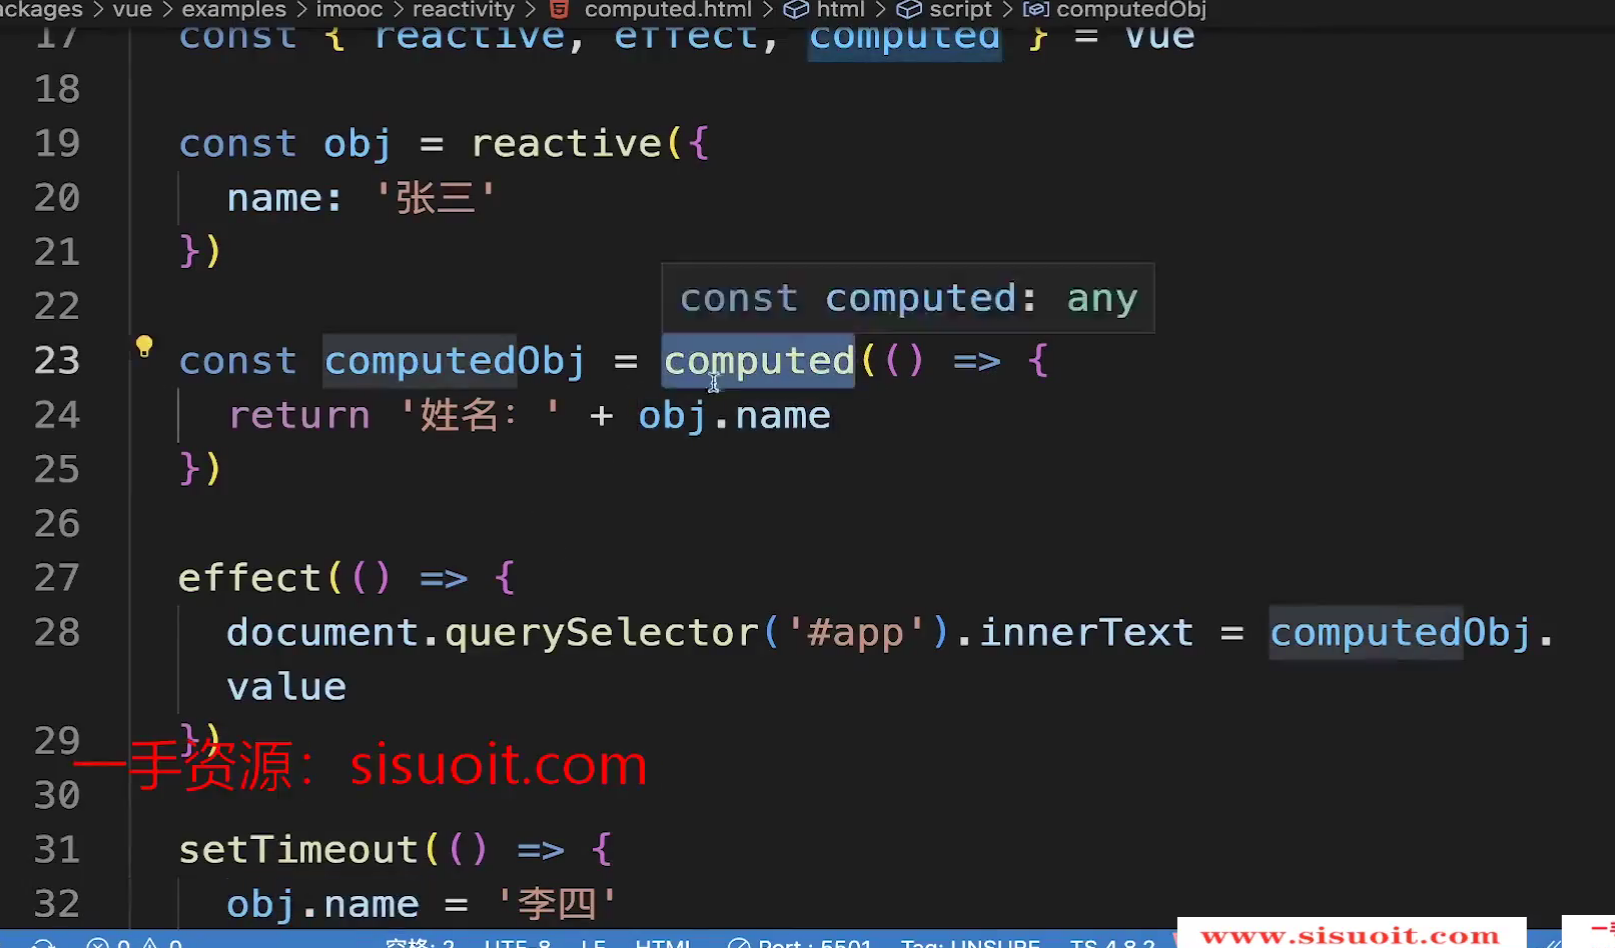 ackages > vue > examples > imooc > reactivity > computed.html > html > script > computedObj
17 const { reactive, effect, computed } = Vue
18
19 const obj = reactive({
20 name: '张三'
21 })
22
const computed: any
23 const computedObj = computed(() => {
24 return '姓名：' + obj.name
25 })
26
27 effect(() => {
28 document.querySelector('#app').innerText = computedObj.
value
29 })
一手资源：sisuoit.com
30
31 setTimeout(() => {
32 obj.name = '李四'
0 0 空格: 2 UTF-8 LF HTML Port : 5501 Tag: UNSURE TS 4.8.2
www.sisuoit.com